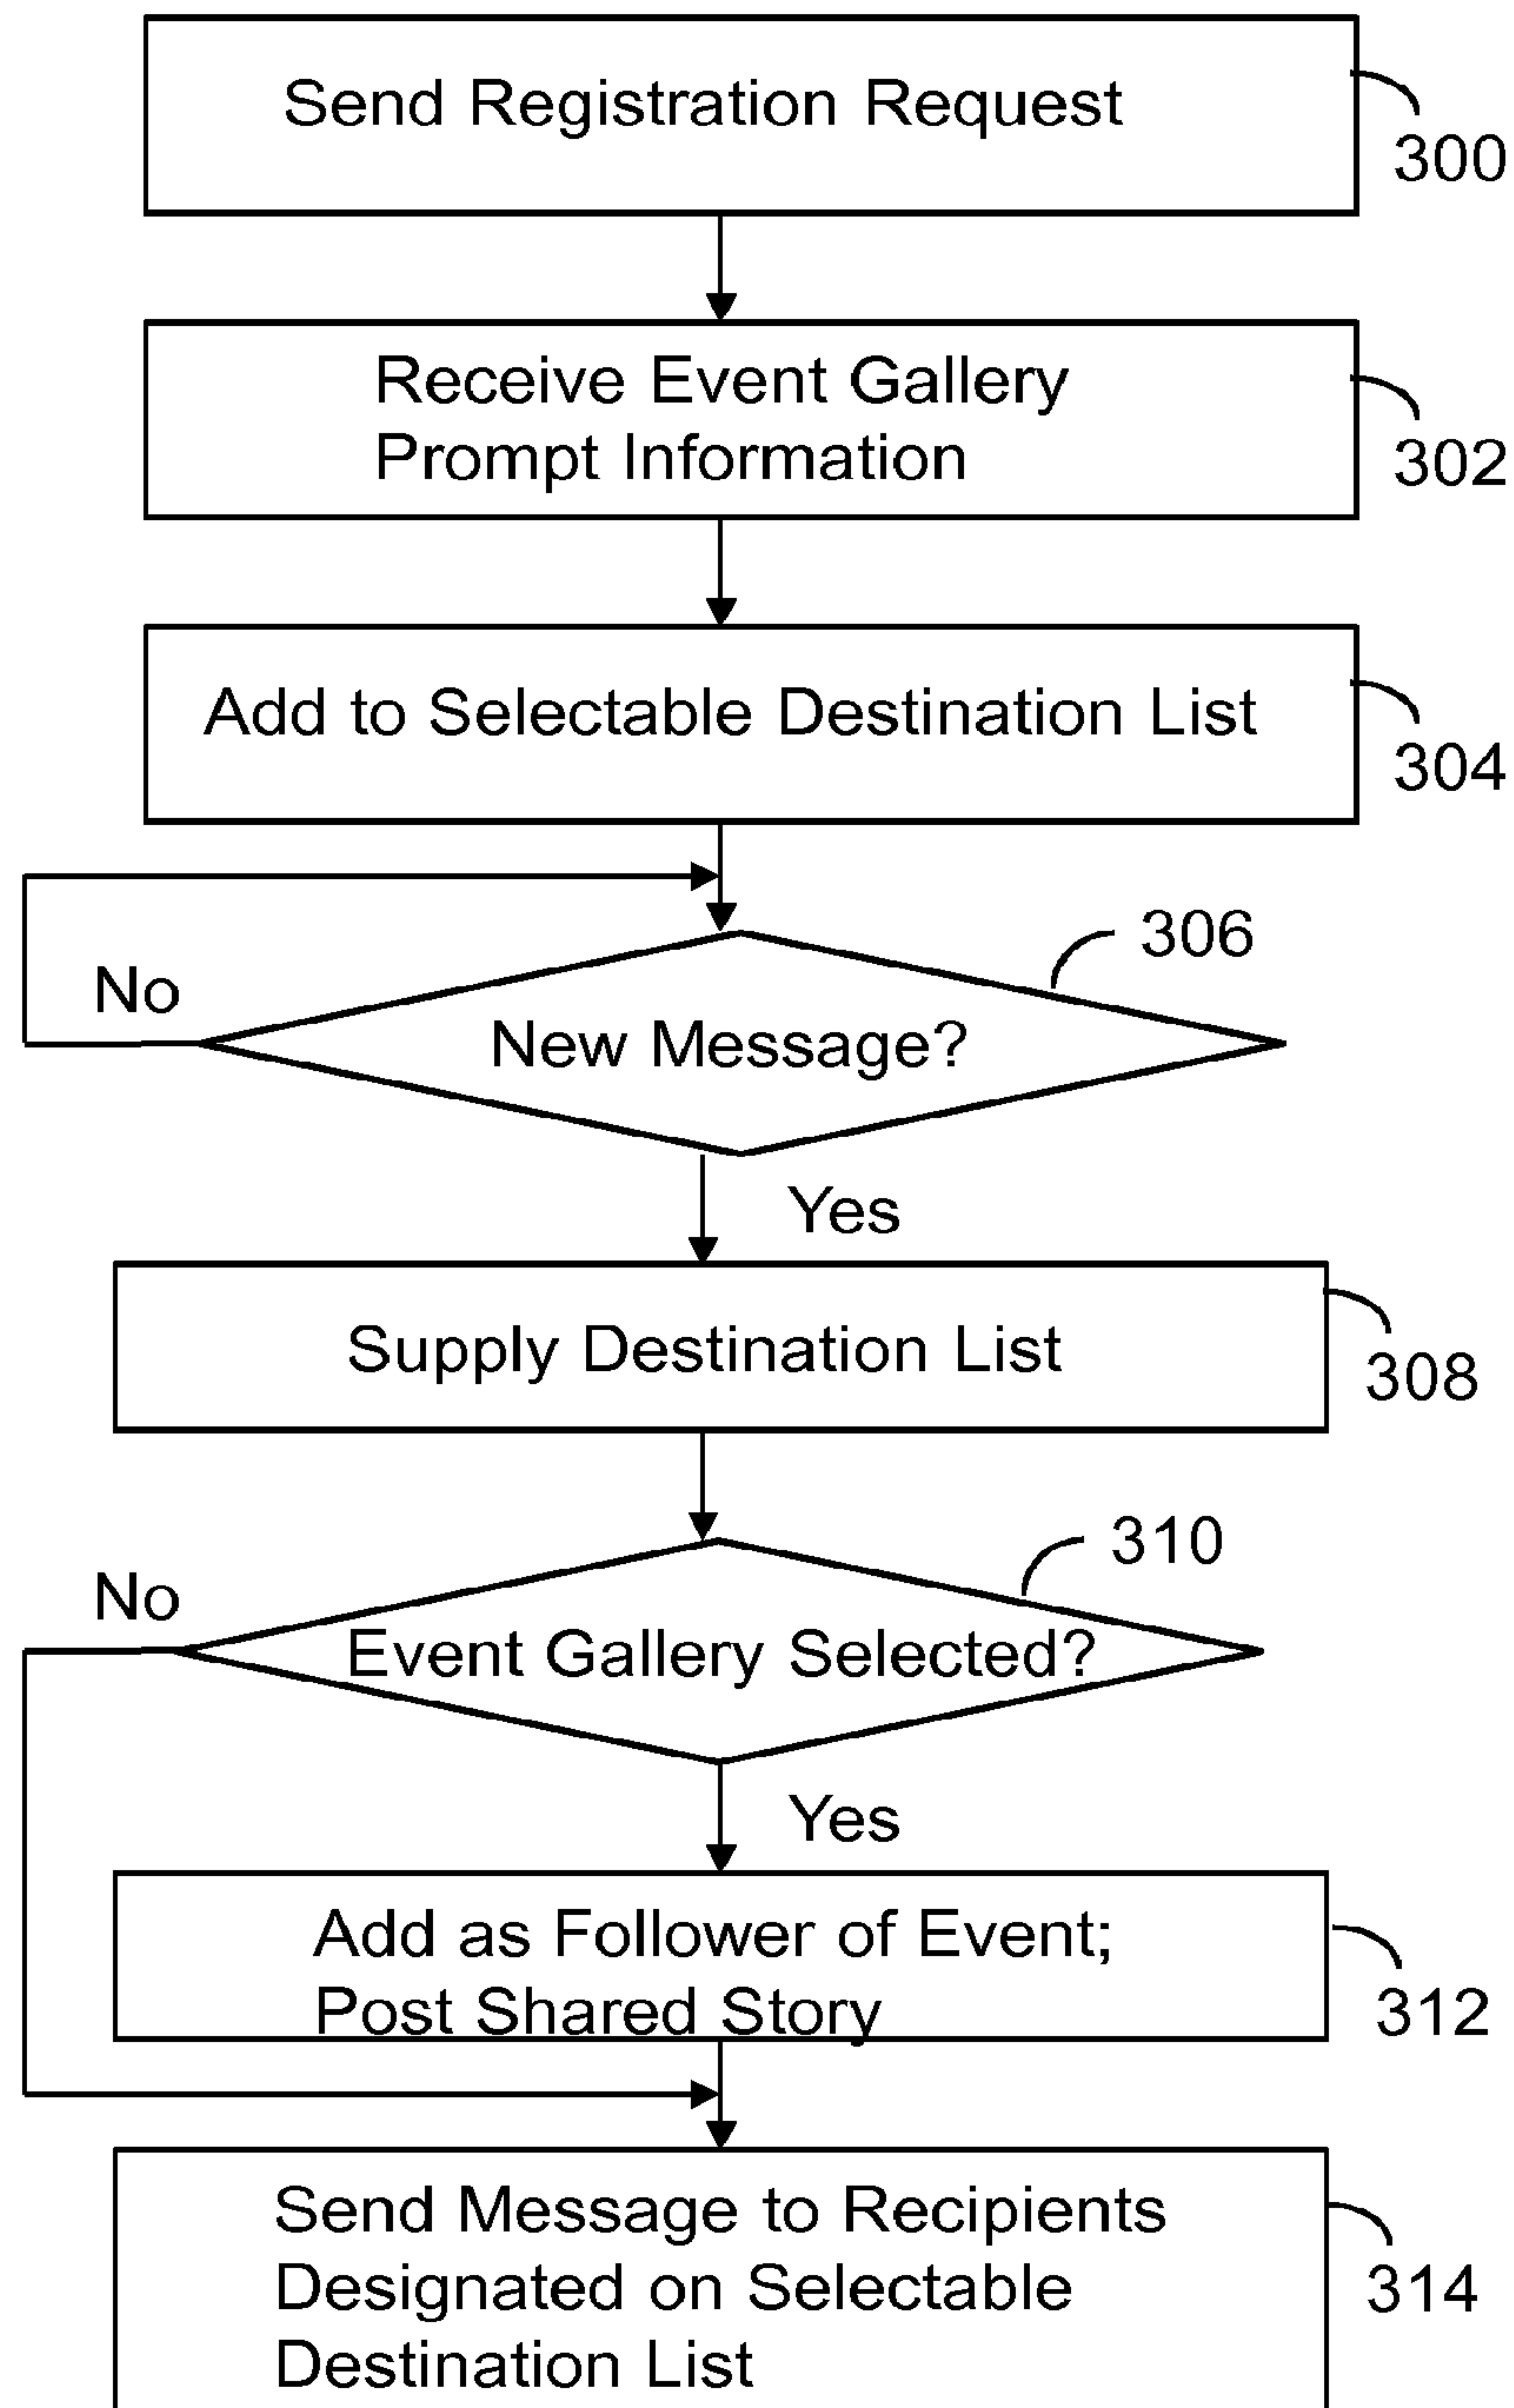 Send Registration Request
300
Receive Event Gallery
Prompt Information
302
Add to Selectable Destination List
304
306
No
New Message?
Yes
Supply Destination List
308
310
No
Event Gallery Selected?
Yes
Add as Follower of Event;
Post Shared Story
312
Send Message to Recipients
Designated on Selectable
Destination List
314